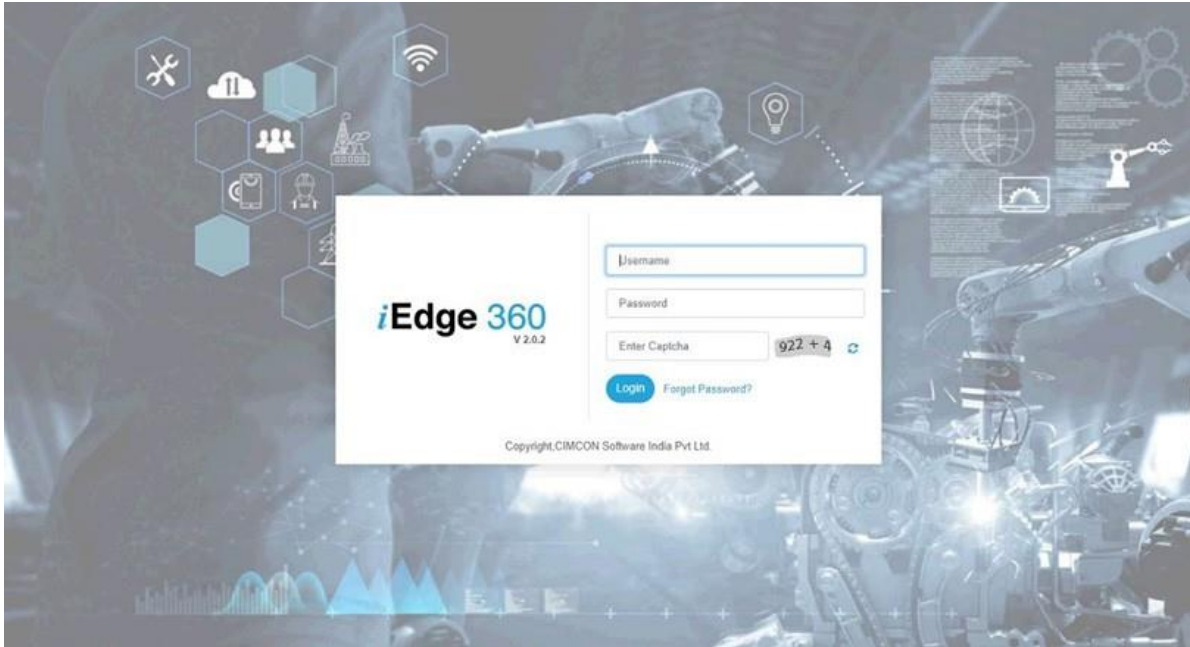 iEdge 360
V 2.0.2
Username
Password
Enter Captcha
922 + 4
Login
Forgot Password?
Copyright,CIMCON Software India Pvt Ltd.